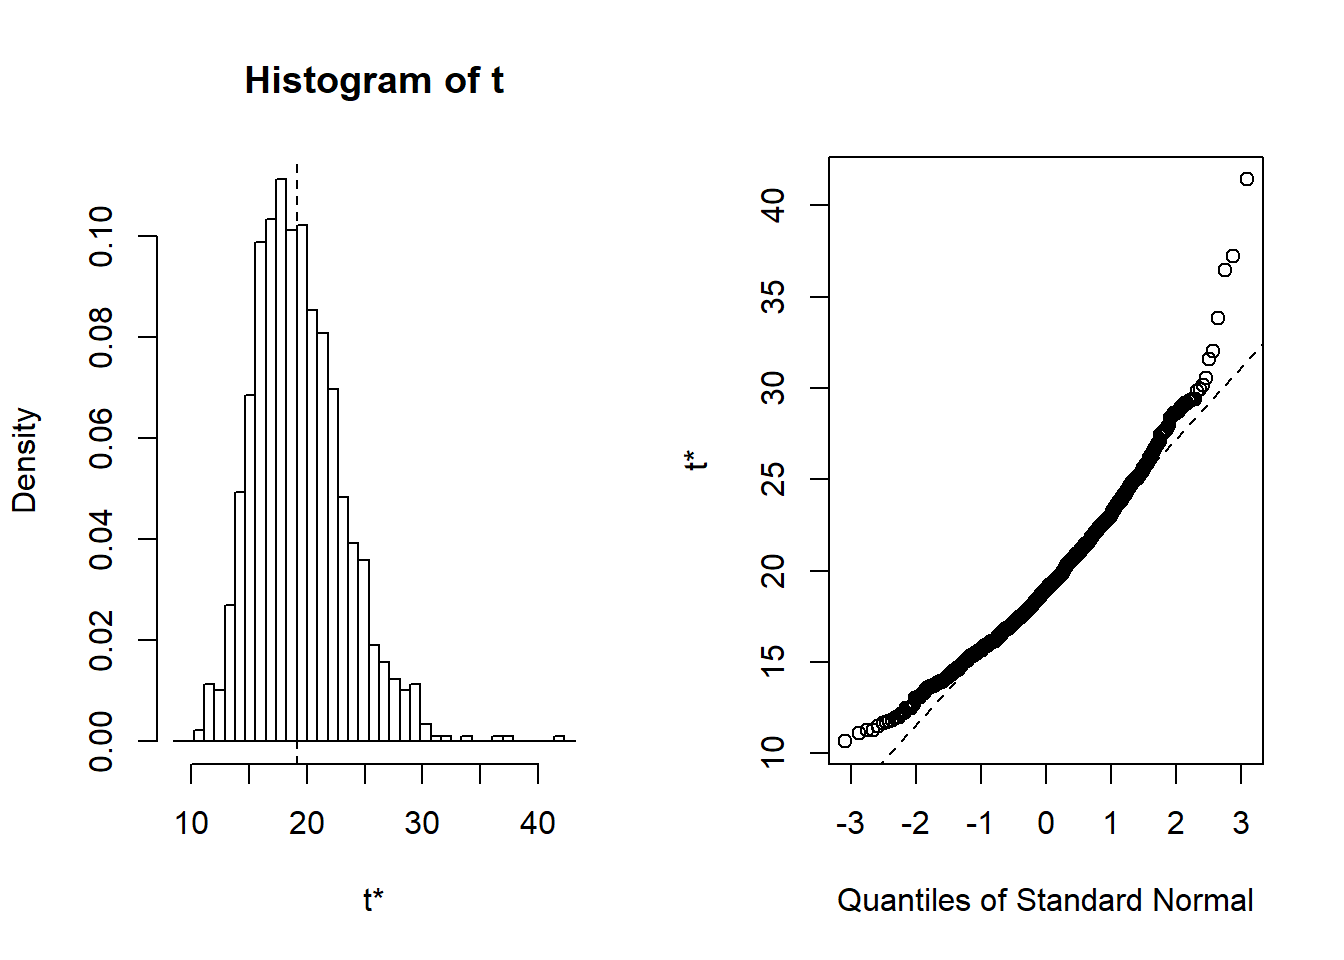 Histogram of t
Density
0.00 0.02 0.04 0.06 0.08 0.10
10 20 30 40
t*
t*
10 15 20 25 30 35 40
-3 -2 -1 0 1 2 3
Quantiles of Standard Normal